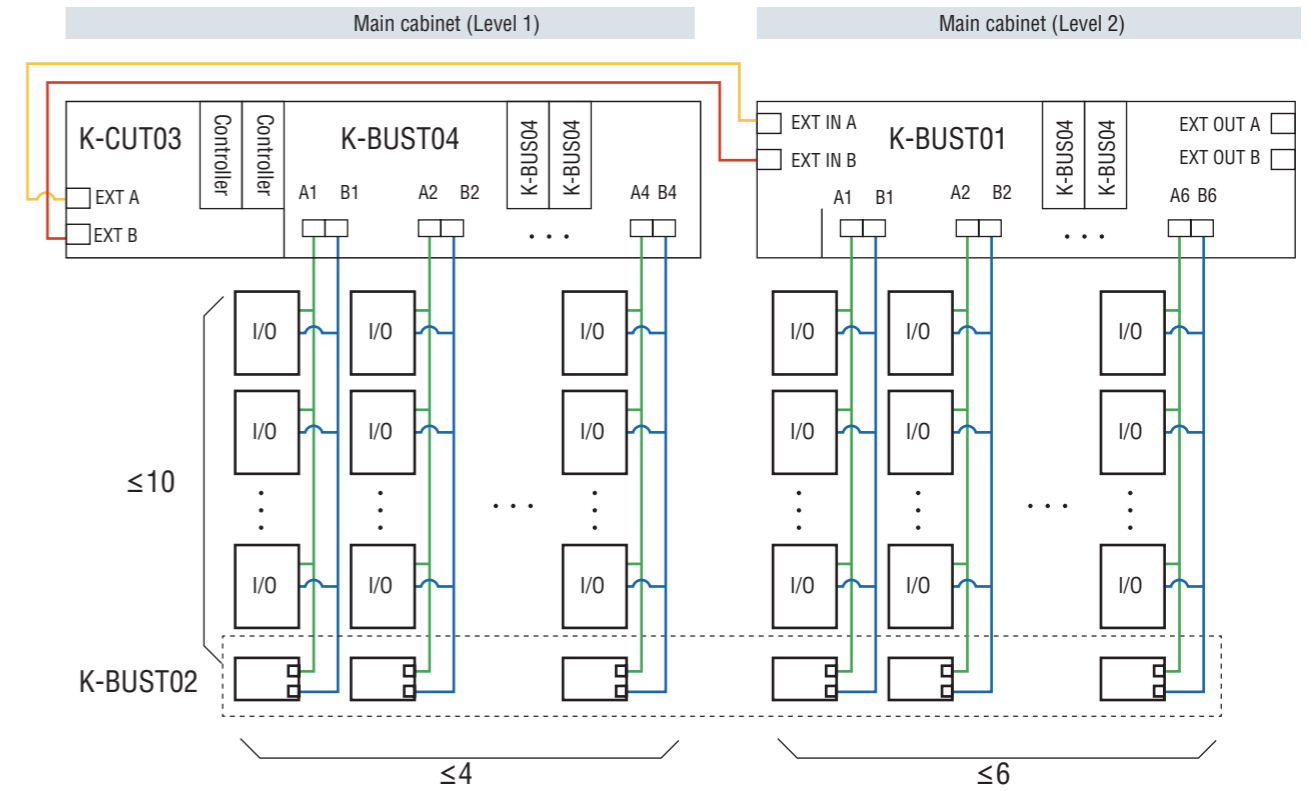 Main cabinet (Level 1)
Main cabinet (Level 2)
K-CUT03
Controller
Controller
K-BUST04
K-BUS04
K-BUS04
EXT A
EXT B
A1 B1 A2 B2 A4 B4
EXT IN A
EXT IN B
K-BUST01
K-BUS04
K-BUS04
EXT OUT A
EXT OUT B
A1 B1 A2 B2 A6 B6
...
...
I/O I/O I/O I/O I/O I/O
I/O I/O I/O I/O I/O I/O
≤10
...
...
I/O I/O I/O I/O I/O I/O
K-BUST02
≤4
≤6